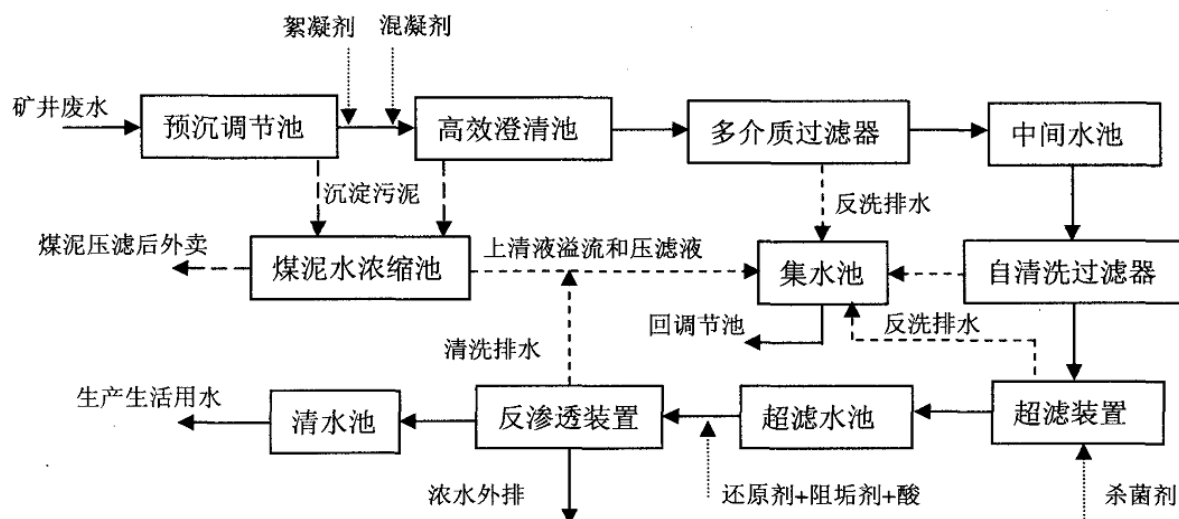 絮凝剂
混凝剂
矿井废水
预沉调节池
高效澄清池
多介质过滤器
中间水池
沉淀污泥
反洗排水
煤泥压滤后外卖
煤泥水浓缩池
上清液溢流和压滤液
集水池
自清洗过滤器
回调节池
反洗排水
清洗排水
生产生活用水
清水池
反渗透装置
超滤水池
超滤装置
浓水外排
还原剂+阻垢剂+酸
杀菌剂